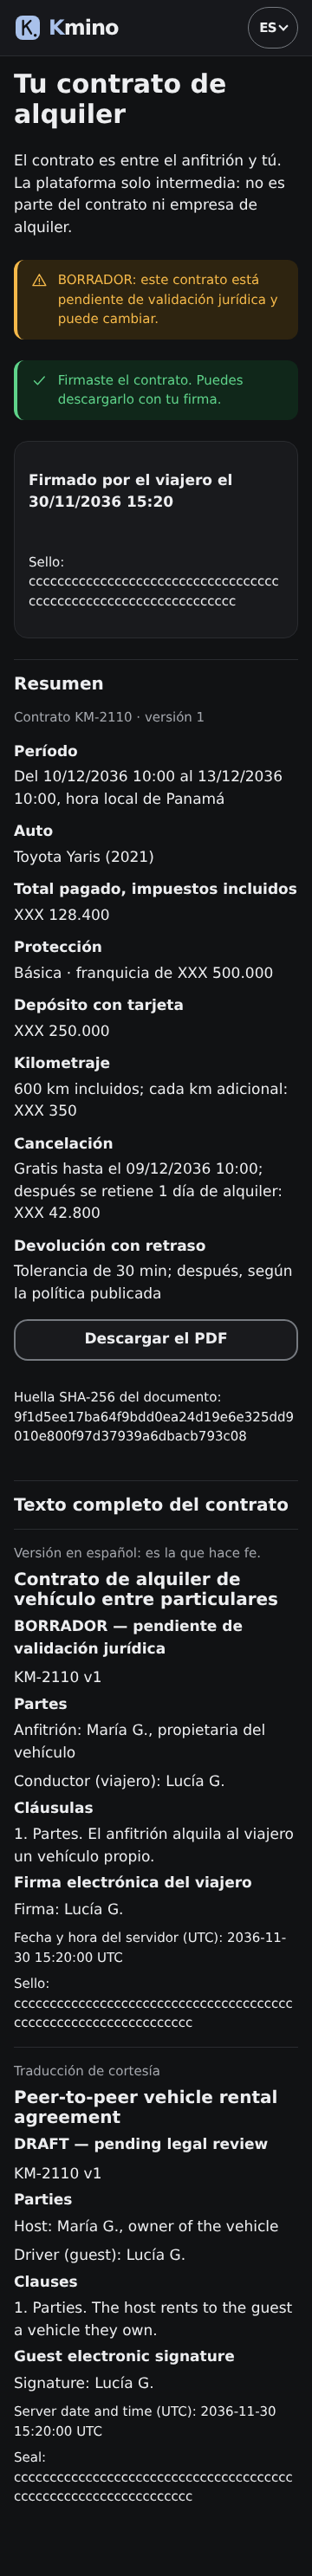 Kmino
ES
Tu contrato de
alquiler
El contrato es entre el anfitrión y tú.
La plataforma solo intermedia: no es
parte del contrato ni empresa de
alquiler.
BORRADOR: este contrato está
pendiente de validación jurídica y
puede cambiar.
Firmaste el contrato. Puedes
descargarlo con tu firma.
Firmado por el viajero el
30/11/2036 15:20
Sello:
ccccccccccccccccccccccccccccccccccc
ccccccccccccccccccccccccccccc
Resumen
Contrato KM-2110 · versión 1
Período
Del 10/12/2036 10:00 al 13/12/2036
10:00, hora local de Panamá
Auto
Toyota Yaris (2021)
Total pagado, impuestos incluidos
XXX 128.400
Protección
Básica · franquicia de XXX 500.000
Depósito con tarjeta
XXX 250.000
Kilometraje
600 km incluidos; cada km adicional:
XXX 350
Cancelación
Gratis hasta el 09/12/2036 10:00;
después se retiene 1 día de alquiler:
XXX 42.800
Devolución con retraso
Tolerancia de 30 min; después, según
la política publicada
Descargar el PDF
Huella SHA-256 del documento:
9f1d5ee17ba64f9bdd0ea24d19e6e325dd9
010e800f97d37939a6dbacb793c08
Texto completo del contrato
Versión en español: es la que hace fe.
Contrato de alquiler de
vehículo entre particulares
BORRADOR — pendiente de
validación jurídica
KM-2110 v1
Partes
Anfitrión: María G., propietaria del
vehículo
Conductor (viajero): Lucía G.
Cláusulas
1. Partes. El anfitrión alquila al viajero
un vehículo propio.
Firma electrónica del viajero
Firma: Lucía G.
Fecha y hora del servidor (UTC): 2036-11-
30 15:20:00 UTC
Sello:
ccccccccccccccccccccccccccccccccccccccc
ccccccccccccccccccccccccc
Traducción de cortesía
Peer-to-peer vehicle rental
agreement
DRAFT — pending legal review
KM-2110 v1
Parties
Host: María G., owner of the vehicle
Driver (guest): Lucía G.
Clauses
1. Parties. The host rents to the guest
a vehicle they own.
Guest electronic signature
Signature: Lucía G.
Server date and time (UTC): 2036-11-30
15:20:00 UTC
Seal:
ccccccccccccccccccccccccccccccccccccccc
ccccccccccccccccccccccccc